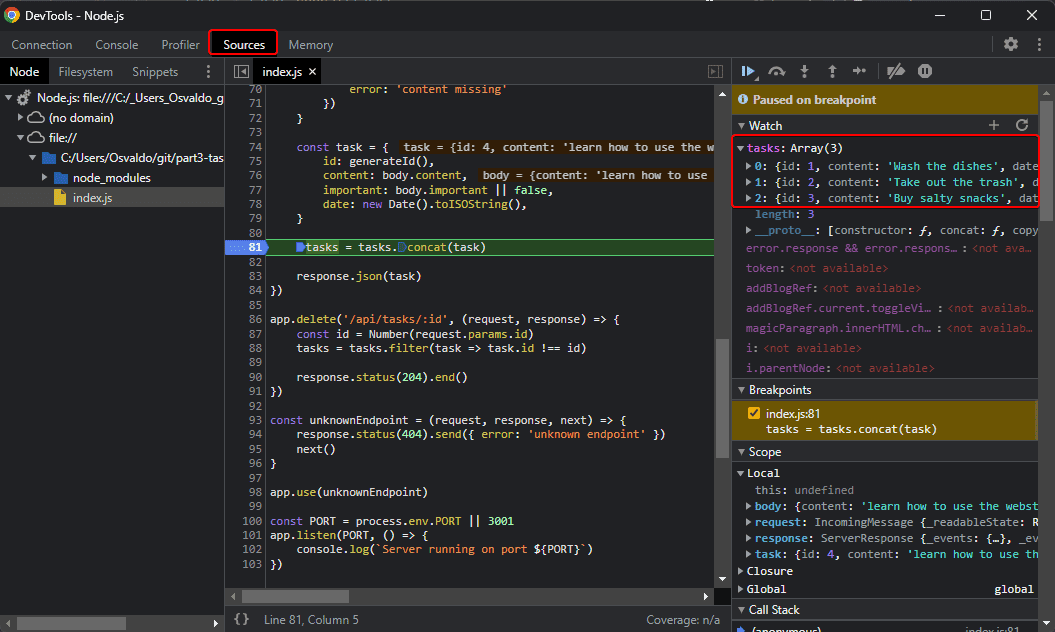 DevTools - Node.js
Connection Console Profiler Sources Memory
Node Filesystem Snippets
Node.js: file:///C:/_Users_Osvaldo_g
(no domain)
file://
C:/Users/Osvaldo/git/part3-tas
node_modules
index.js
index.js ×
70 error: 'content missing'
71 })
72 }
73
74 const task = { task = {id: 4, content: 'learn how to use the w
75 id: generateId(),
76 content: body.content, body = {content: 'learn how to use
77 important: body.important || false,
78 date: new Date().toISOString(),
79 }
80
81 tasks = tasks.concat(task)
82
83 response.json(task)
84 })
85
86 app.delete('/api/tasks/:id', (request, response) => {
87 const id = Number(request.params.id)
88 tasks = tasks.filter(task => task.id !== id)
89
90 response.status(204).end()
91 })
92
93 const unknownEndpoint = (request, response, next) => {
94 response.status(404).send({ error: 'unknown endpoint' })
95 next()
96 }
97
98 app.use(unknownEndpoint)
99
100 const PORT = process.env.PORT || 3001
101 app.listen(PORT, () => {
102 console.log(`Server running on port ${PORT}`)
103 })
{} Line 81, Column 5 Coverage: n/a
Paused on breakpoint
Watch
tasks: Array(3)
0: {id: 1, content: 'Wash the dishes', date
1: {id: 2, content: 'Take out the trash', d
2: {id: 3, content: 'Buy salty snacks', dat
length: 3
__proto__: [constructor: ƒ, concat: ƒ, copy
error.response && error.respons… : <not ava…
token: <not available>
addBlogRef: <not available>
addBlogRef.current.toggleVi… : <not availab…
magicParagraph.innerHTML.ch… : <not availab…
i: <not available>
i.parentNode: <not available>
Breakpoints
index.js:81
tasks = tasks.concat(task)
Scope
Local
this: undefined
body: {content: 'learn how to use the webst
request: IncomingMessage {_readableState: R
response: ServerResponse {_events: {…}, _ev
task: {id: 4, content: 'learn how to use th
Closure
Global global
Call Stack
(anonymous) index.js:81